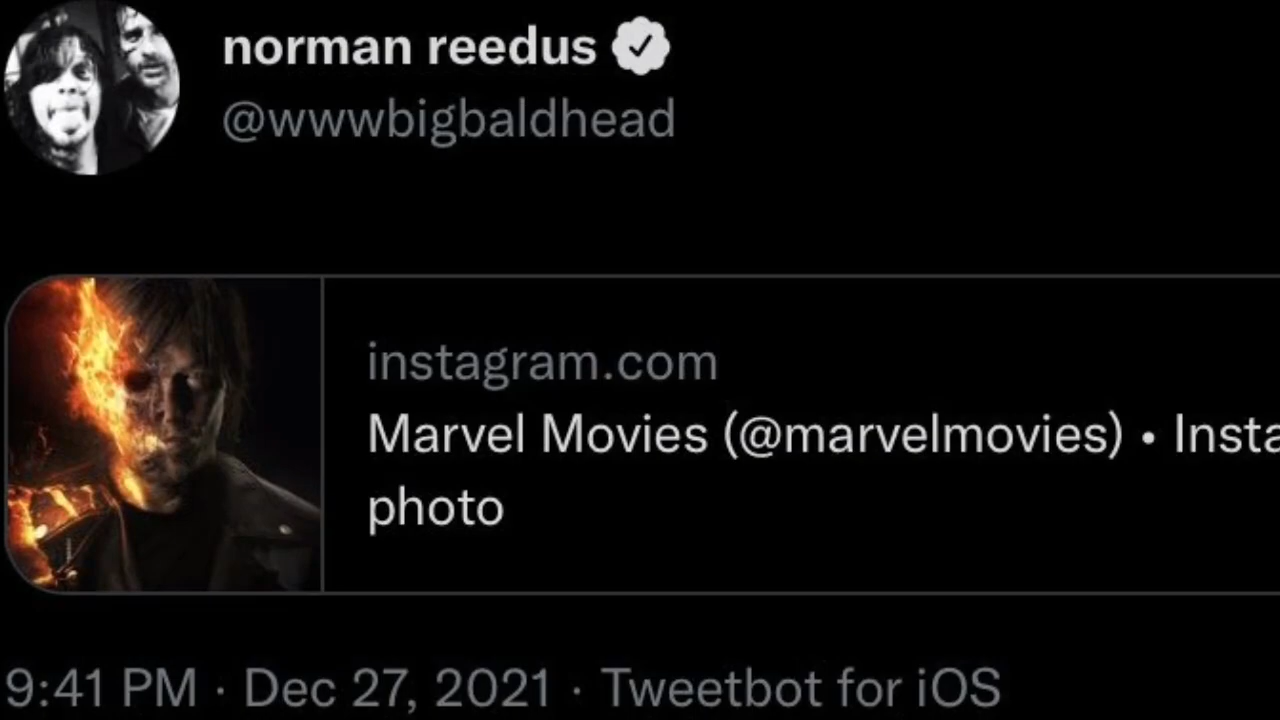 norman reedus
@wwwbigbaldhead
instagram.com
Marvel Movies (@marvelmovies) • Insta
photo
9:41 PM · Dec 27, 2021 · Tweetbot for iOS